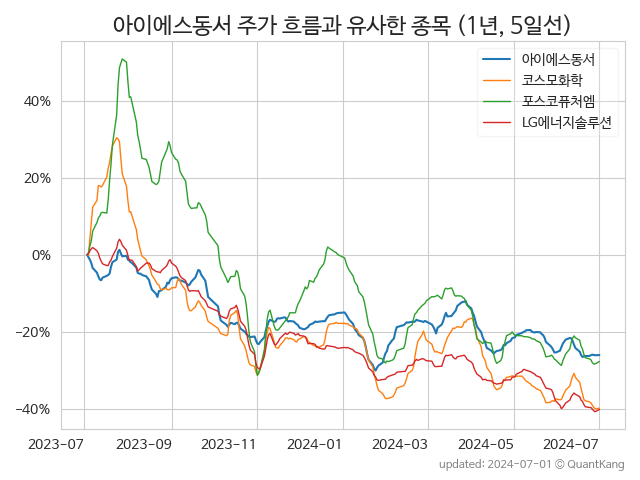 아이에스동서 주가 흐름과 유사한 종목 (1년, 5일선)
아이에스동서
코스모화학
포스코퓨처엠
LG에너지솔루션
40%
20%
0%
−20%
−40%
2023-07 2023-09 2023-11 2024-01 2024-03 2024-05 2024-07
updated: 2024-07-01 © QuantKang